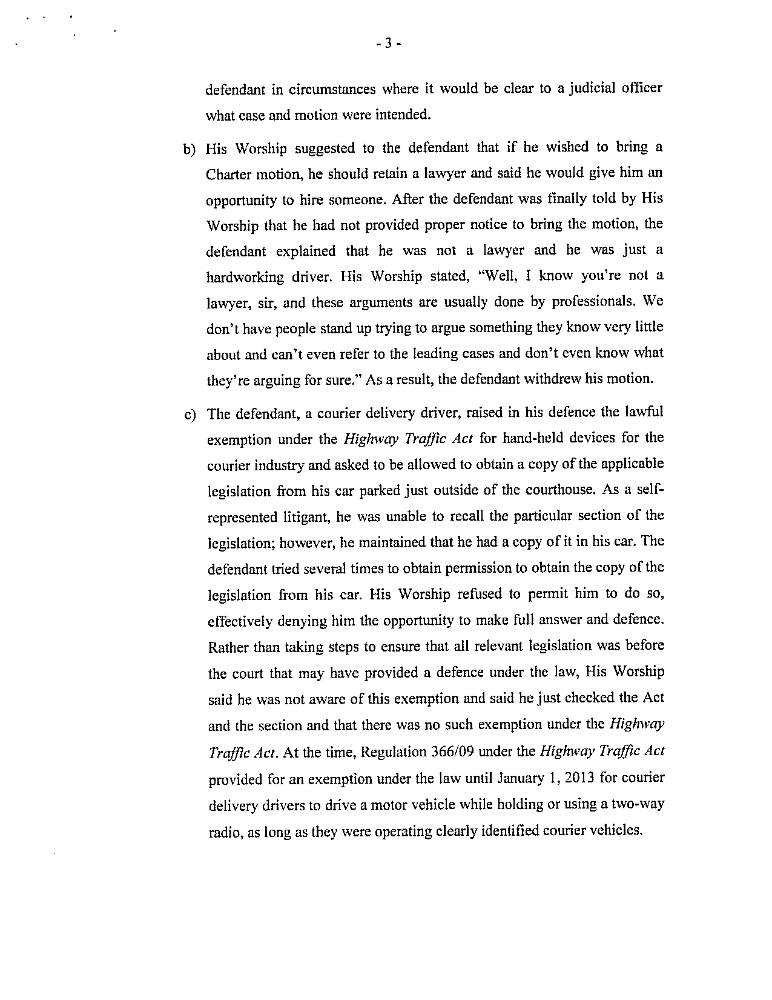 - 3 -
defendant in circumstances where it would be clear to a judicial officer
what case and motion were intended.
b) His Worship suggested to the defendant that if he wished to bring a
Charter motion, he should retain a lawyer and said he would give him an
opportunity to hire someone. After the defendant was finally told by His
Worship that he had not provided proper notice to bring the motion, the
defendant explained that he was not a lawyer and he was just a
hardworking driver. His Worship stated, “Well, I know you’re not a
lawyer, sir, and these arguments are usually done by professionals. We
don’t have people stand up trying to argue something they know very little
about and can’t even refer to the leading cases and don’t even know what
they’re arguing for sure.” As a result, the defendant withdrew his motion.
c) The defendant, a courier delivery driver, raised in his defence the lawful
exemption under the Highway Traffic Act for hand-held devices for the
courier industry and asked to be allowed to obtain a copy of the applicable
legislation from his car parked just outside of the courthouse. As a self-
represented litigant, he was unable to recall the particular section of the
legislation; however, he maintained that he had a copy of it in his car. The
defendant tried several times to obtain permission to obtain the copy of the
legislation from his car. His Worship refused to permit him to do so,
effectively denying him the opportunity to make full answer and defence.
Rather than taking steps to ensure that all relevant legislation was before
the court that may have provided a defence under the law, His Worship
said he was not aware of this exemption and said he just checked the Act
and the section and that there was no such exemption under the Highway
Traffic Act. At the time, Regulation 366/09 under the Highway Traffic Act
provided for an exemption under the law until January 1, 2013 for courier
delivery drivers to drive a motor vehicle while holding or using a two-way
radio, as long as they were operating clearly identified courier vehicles.